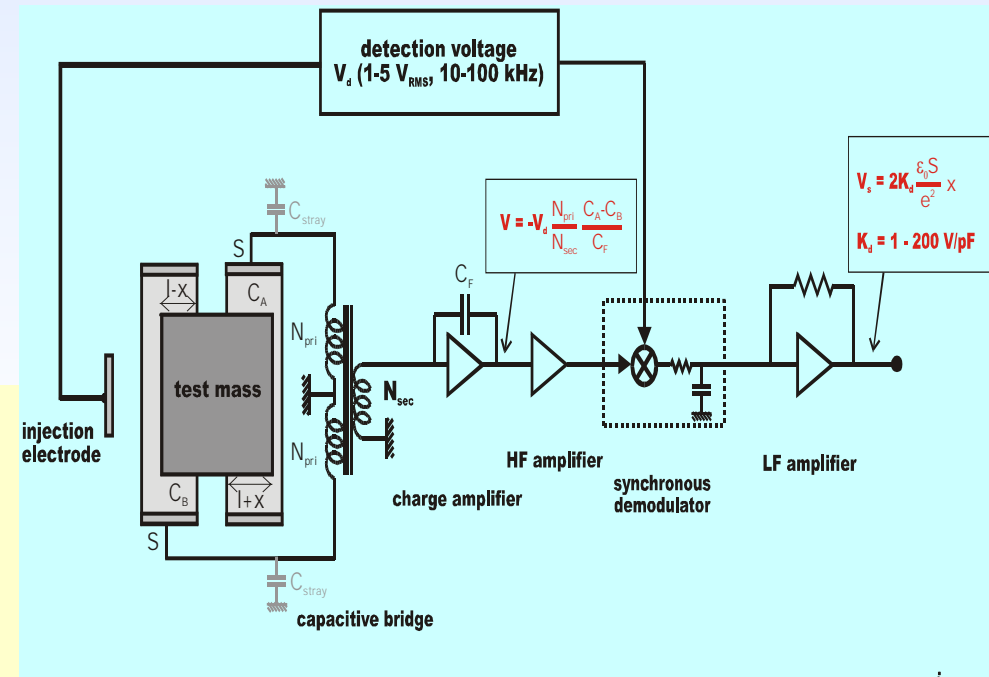 detection voltage
V_d (1-5 V_RMS, 10-100 kHz)
C_stray
S
l-x
C_A
N_pri
test mass
injection
electrode
N_pri
C_B
l+x
S
C_stray
capacitive bridge
N_sec
C_F
charge amplifier
V = -V_d N_pri/N_sec C_A-C_B/C_F
HF amplifier
synchronous
demodulator
LF amplifier
V_s = 2K_d ε_0S/e² x
K_d = 1 - 200 V/pF